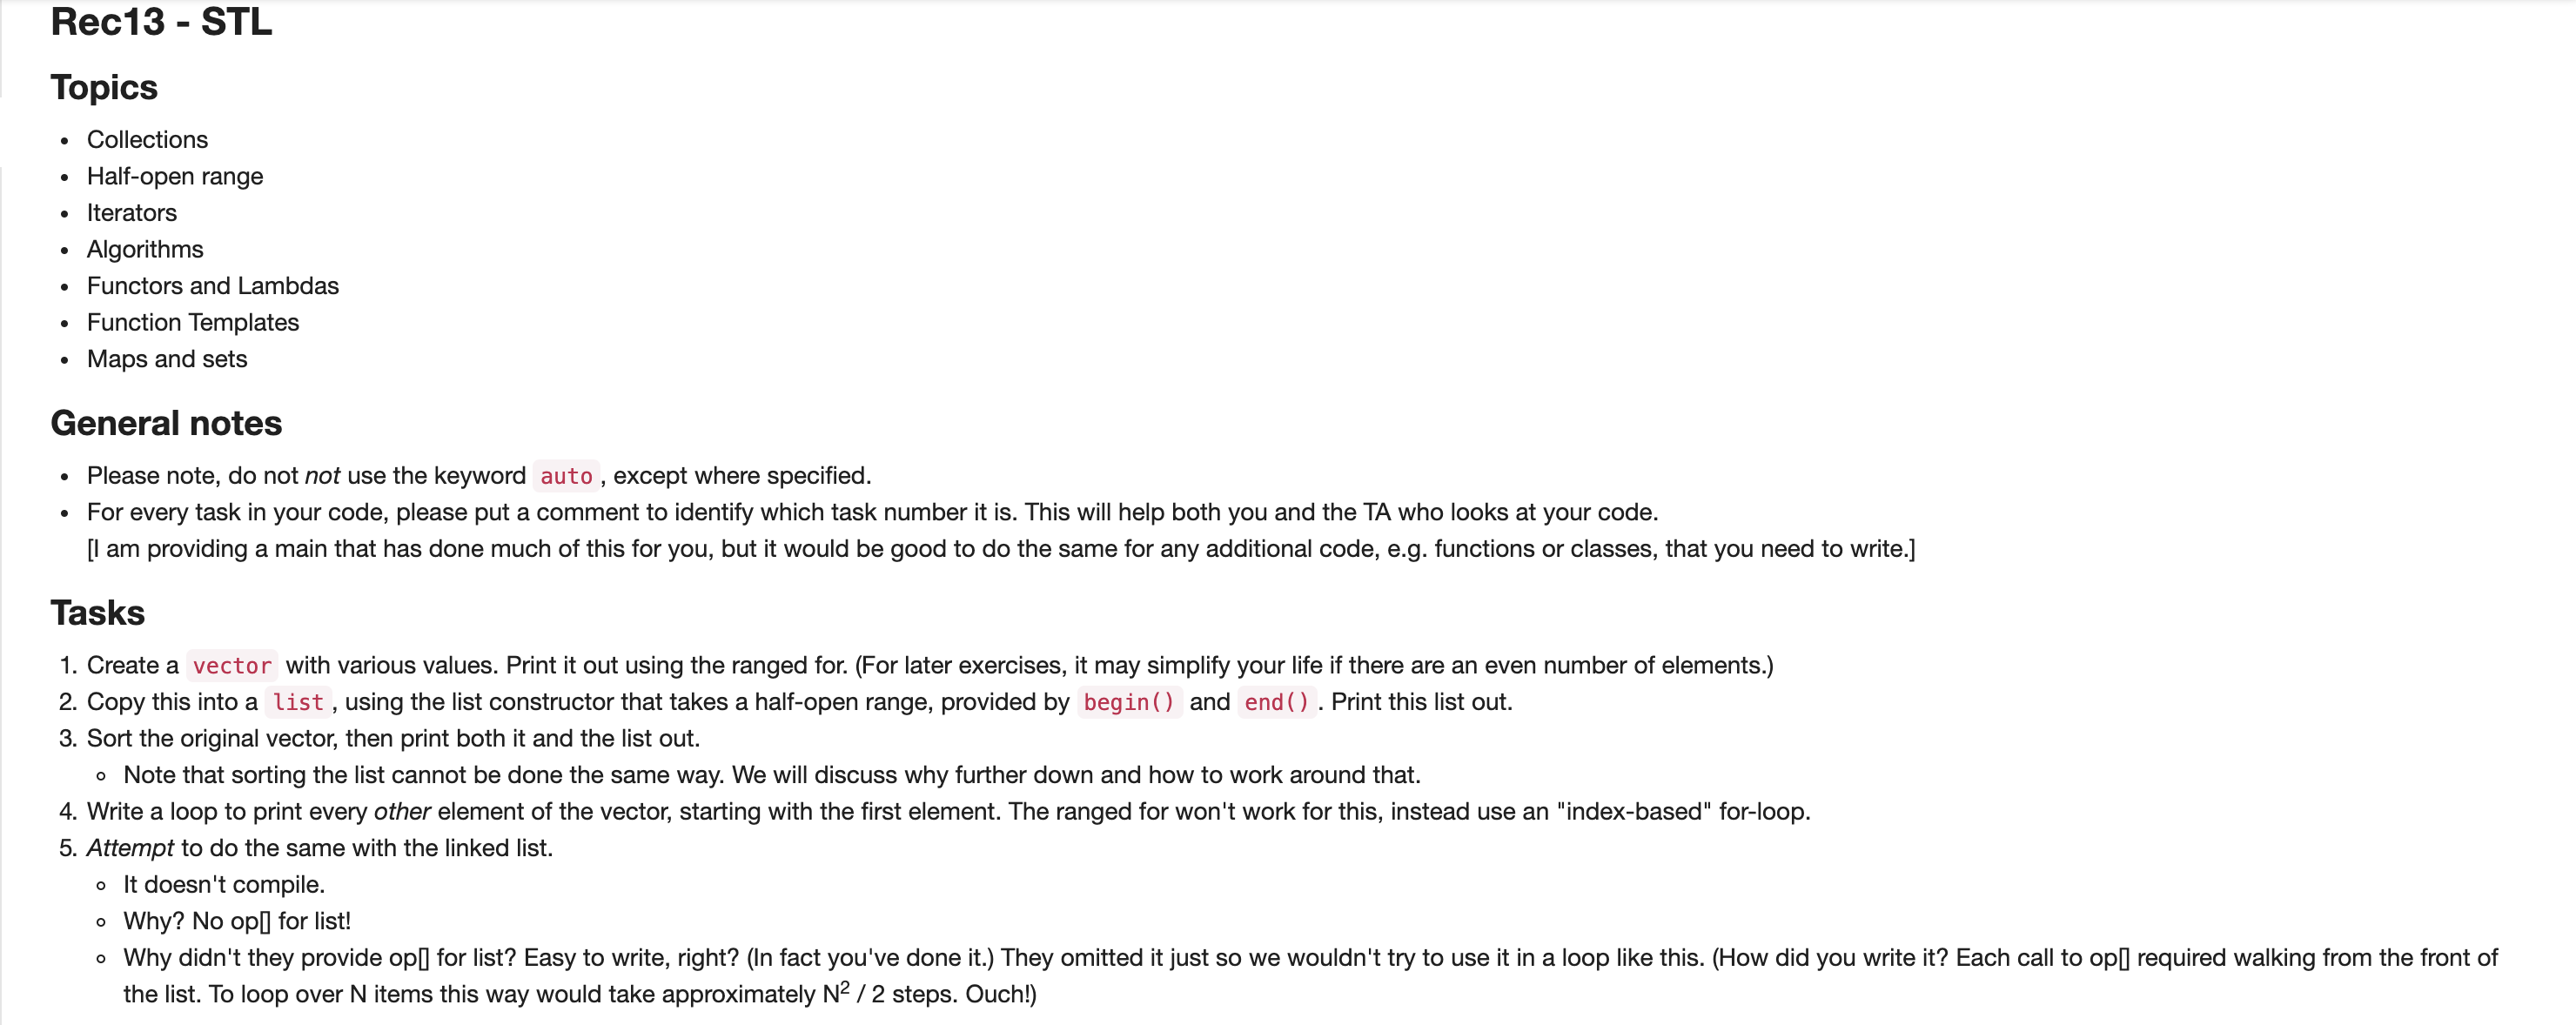 Rec13 - STL
Topics
• Collections
• Half-open range
• Iterators
• Algorithms
• Functors and Lambdas
• Function Templates
• Maps and sets
General notes
• Please note, do not not use the keyword auto , except where specified.
• For every task in your code, please put a comment to identify which task number it is. This will help both you and the TA who looks at your code.
[I am providing a main that has done much of this for you, but it would be good to do the same for any additional code, e.g. functions or classes, that you need to write.]
Tasks
1. Create a vector with various values. Print it out using the ranged for. (For later exercises, it may simplify your life if there are an even number of elements.)
2. Copy this into a list , using the list constructor that takes a half-open range, provided by begin() and end() . Print this list out.
3. Sort the original vector, then print both it and the list out.
◦ Note that sorting the list cannot be done the same way. We will discuss why further down and how to work around that.
4. Write a loop to print every other element of the vector, starting with the first element. The ranged for won't work for this, instead use an "index-based" for-loop.
5. Attempt to do the same with the linked list.
◦ It doesn't compile.
◦ Why? No op[] for list!
◦ Why didn't they provide op[] for list? Easy to write, right? (In fact you've done it.) They omitted it just so we wouldn't try to use it in a loop like this. (How did you write it? Each call to op[] required walking from the front of
the list. To loop over N items this way would take approximately N² / 2 steps. Ouch!)